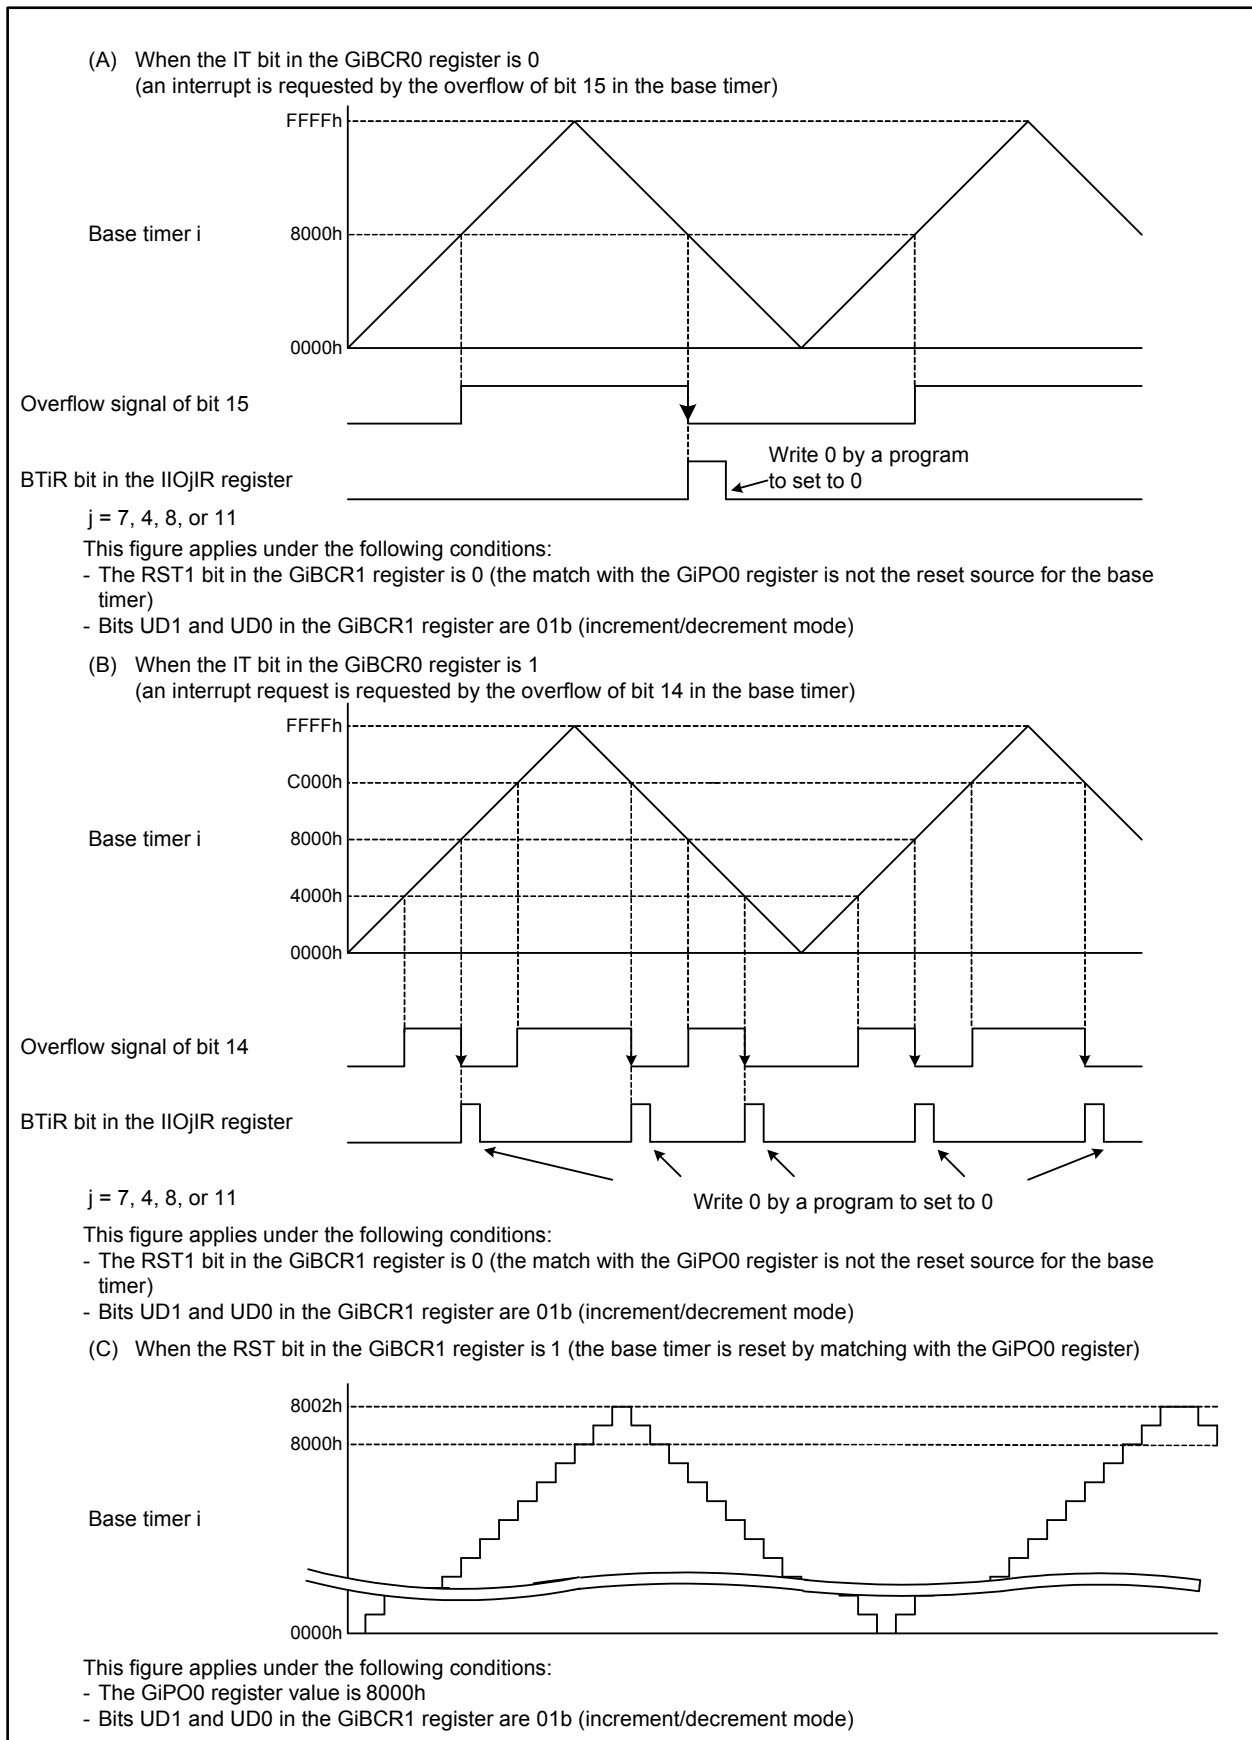 (A) When the IT bit in the GiBCR0 register is 0
(an interrupt is requested by the overflow of bit 15 in the base timer)
FFFFh
Base timer i
8000h
0000h
Overflow signal of bit 15
BTiR bit in the IIOjIR register
Write 0 by a program
to set to 0
j = 7, 4, 8, or 11
This figure applies under the following conditions:
- The RST1 bit in the GiBCR1 register is 0 (the match with the GiPO0 register is not the reset source for the base
timer)
- Bits UD1 and UD0 in the GiBCR1 register are 01b (increment/decrement mode)
(B) When the IT bit in the GiBCR0 register is 1
(an interrupt request is requested by the overflow of bit 14 in the base timer)
FFFFh
C000h
Base timer i
8000h
4000h
0000h
Overflow signal of bit 14
BTiR bit in the IIOjIR register
j = 7, 4, 8, or 11
Write 0 by a program to set to 0
This figure applies under the following conditions:
- The RST1 bit in the GiBCR1 register is 0 (the match with the GiPO0 register is not the reset source for the base
timer)
- Bits UD1 and UD0 in the GiBCR1 register are 01b (increment/decrement mode)
(C) When the RST bit in the GiBCR1 register is 1 (the base timer is reset by matching with the GiPO0 register)
8002h
8000h
Base timer i
0000h
This figure applies under the following conditions:
- The GiPO0 register value is 8000h
- Bits UD1 and UD0 in the GiBCR1 register are 01b (increment/decrement mode)